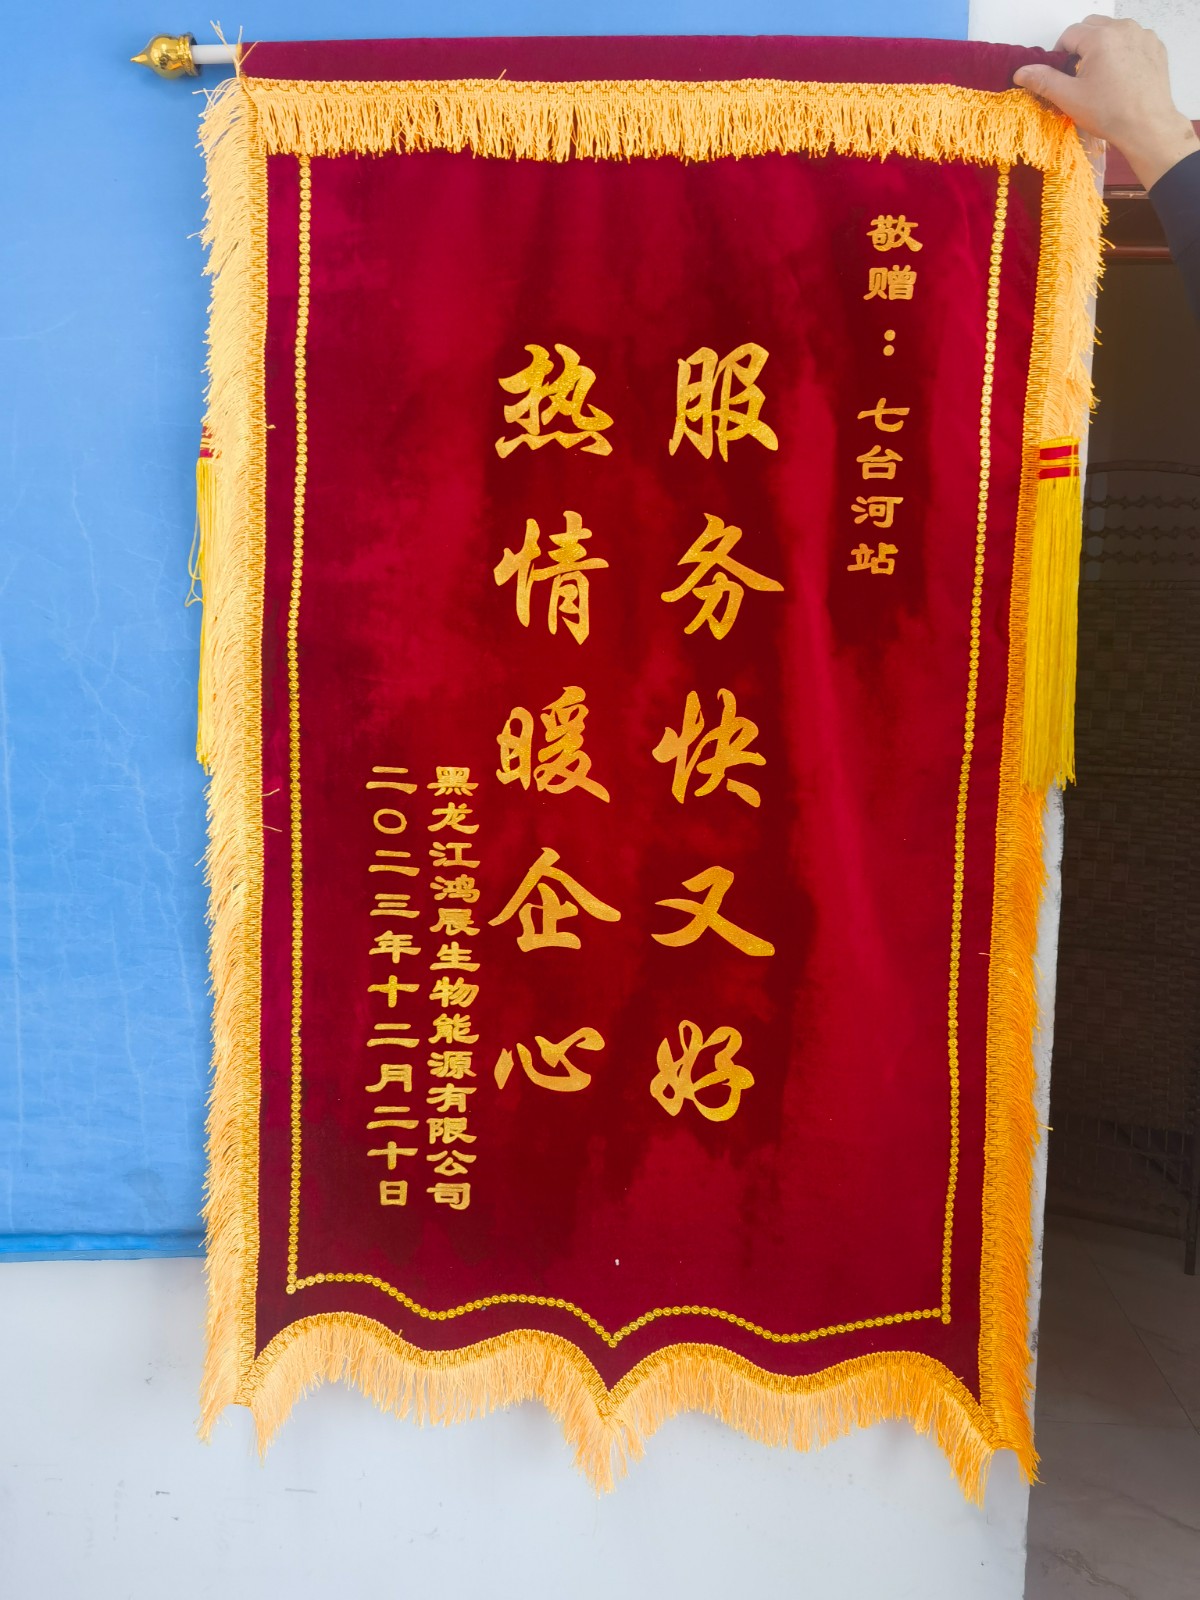 敬赠：七台河站
服务快又好
热情暖企心
黑龙江鸿辰生物能源有限公司
二〇二三年十二月二十日